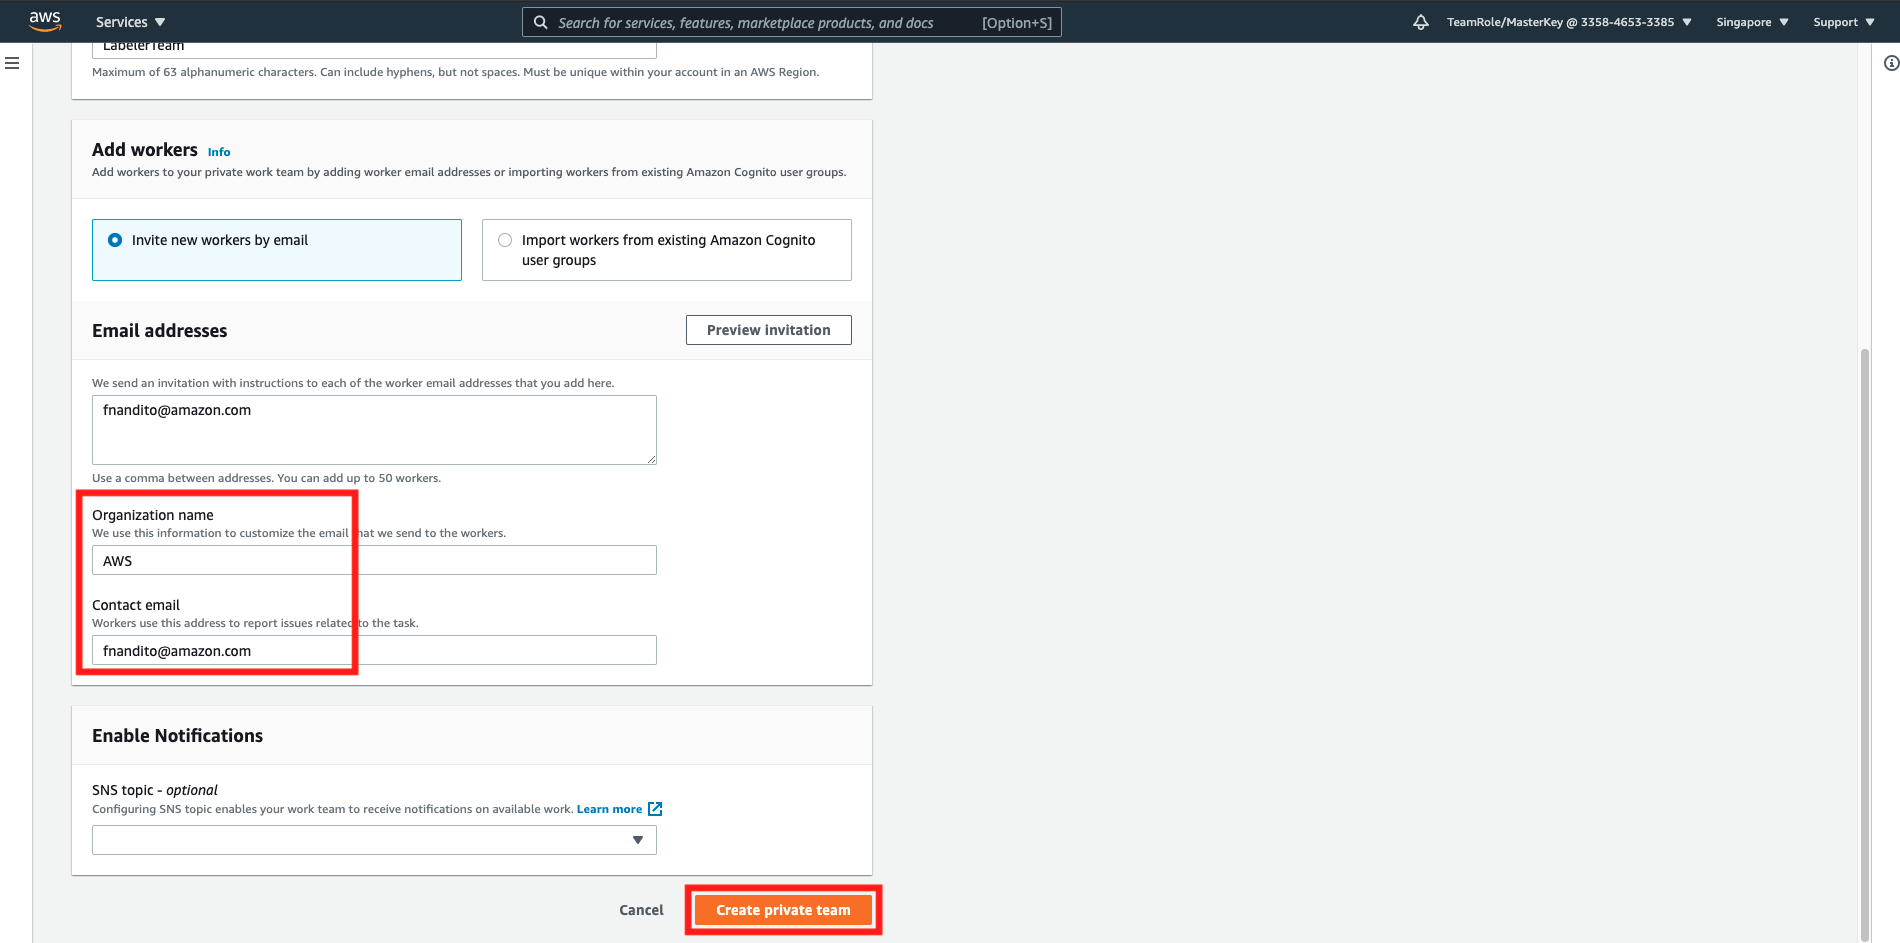 aws
Services
Search for services, features, marketplace products, and docs [Option+S]
TeamRole/MasterKey @ 3358-4653-3385
Singapore
Support
LabelerTeam
Maximum of 63 alphanumeric characters. Can include hyphens, but not spaces. Must be unique within your account in an AWS Region.
Add workers Info
Add workers to your private work team by adding worker email addresses or importing workers from existing Amazon Cognito user groups.
Invite new workers by email
Import workers from existing Amazon Cognito
user groups
Email addresses
Preview invitation
We send an invitation with instructions to each of the worker email addresses that you add here.
fnandito@amazon.com
Use a comma between addresses. You can add up to 50 workers.
Organization name
We use this information to customize the email that we send to the workers.
AWS
Contact email
Workers use this address to report issues related to the task.
fnandito@amazon.com
Enable Notifications
SNS topic - optional
Configuring SNS topic enables your work team to receive notifications on available work. Learn more
Cancel
Create private team